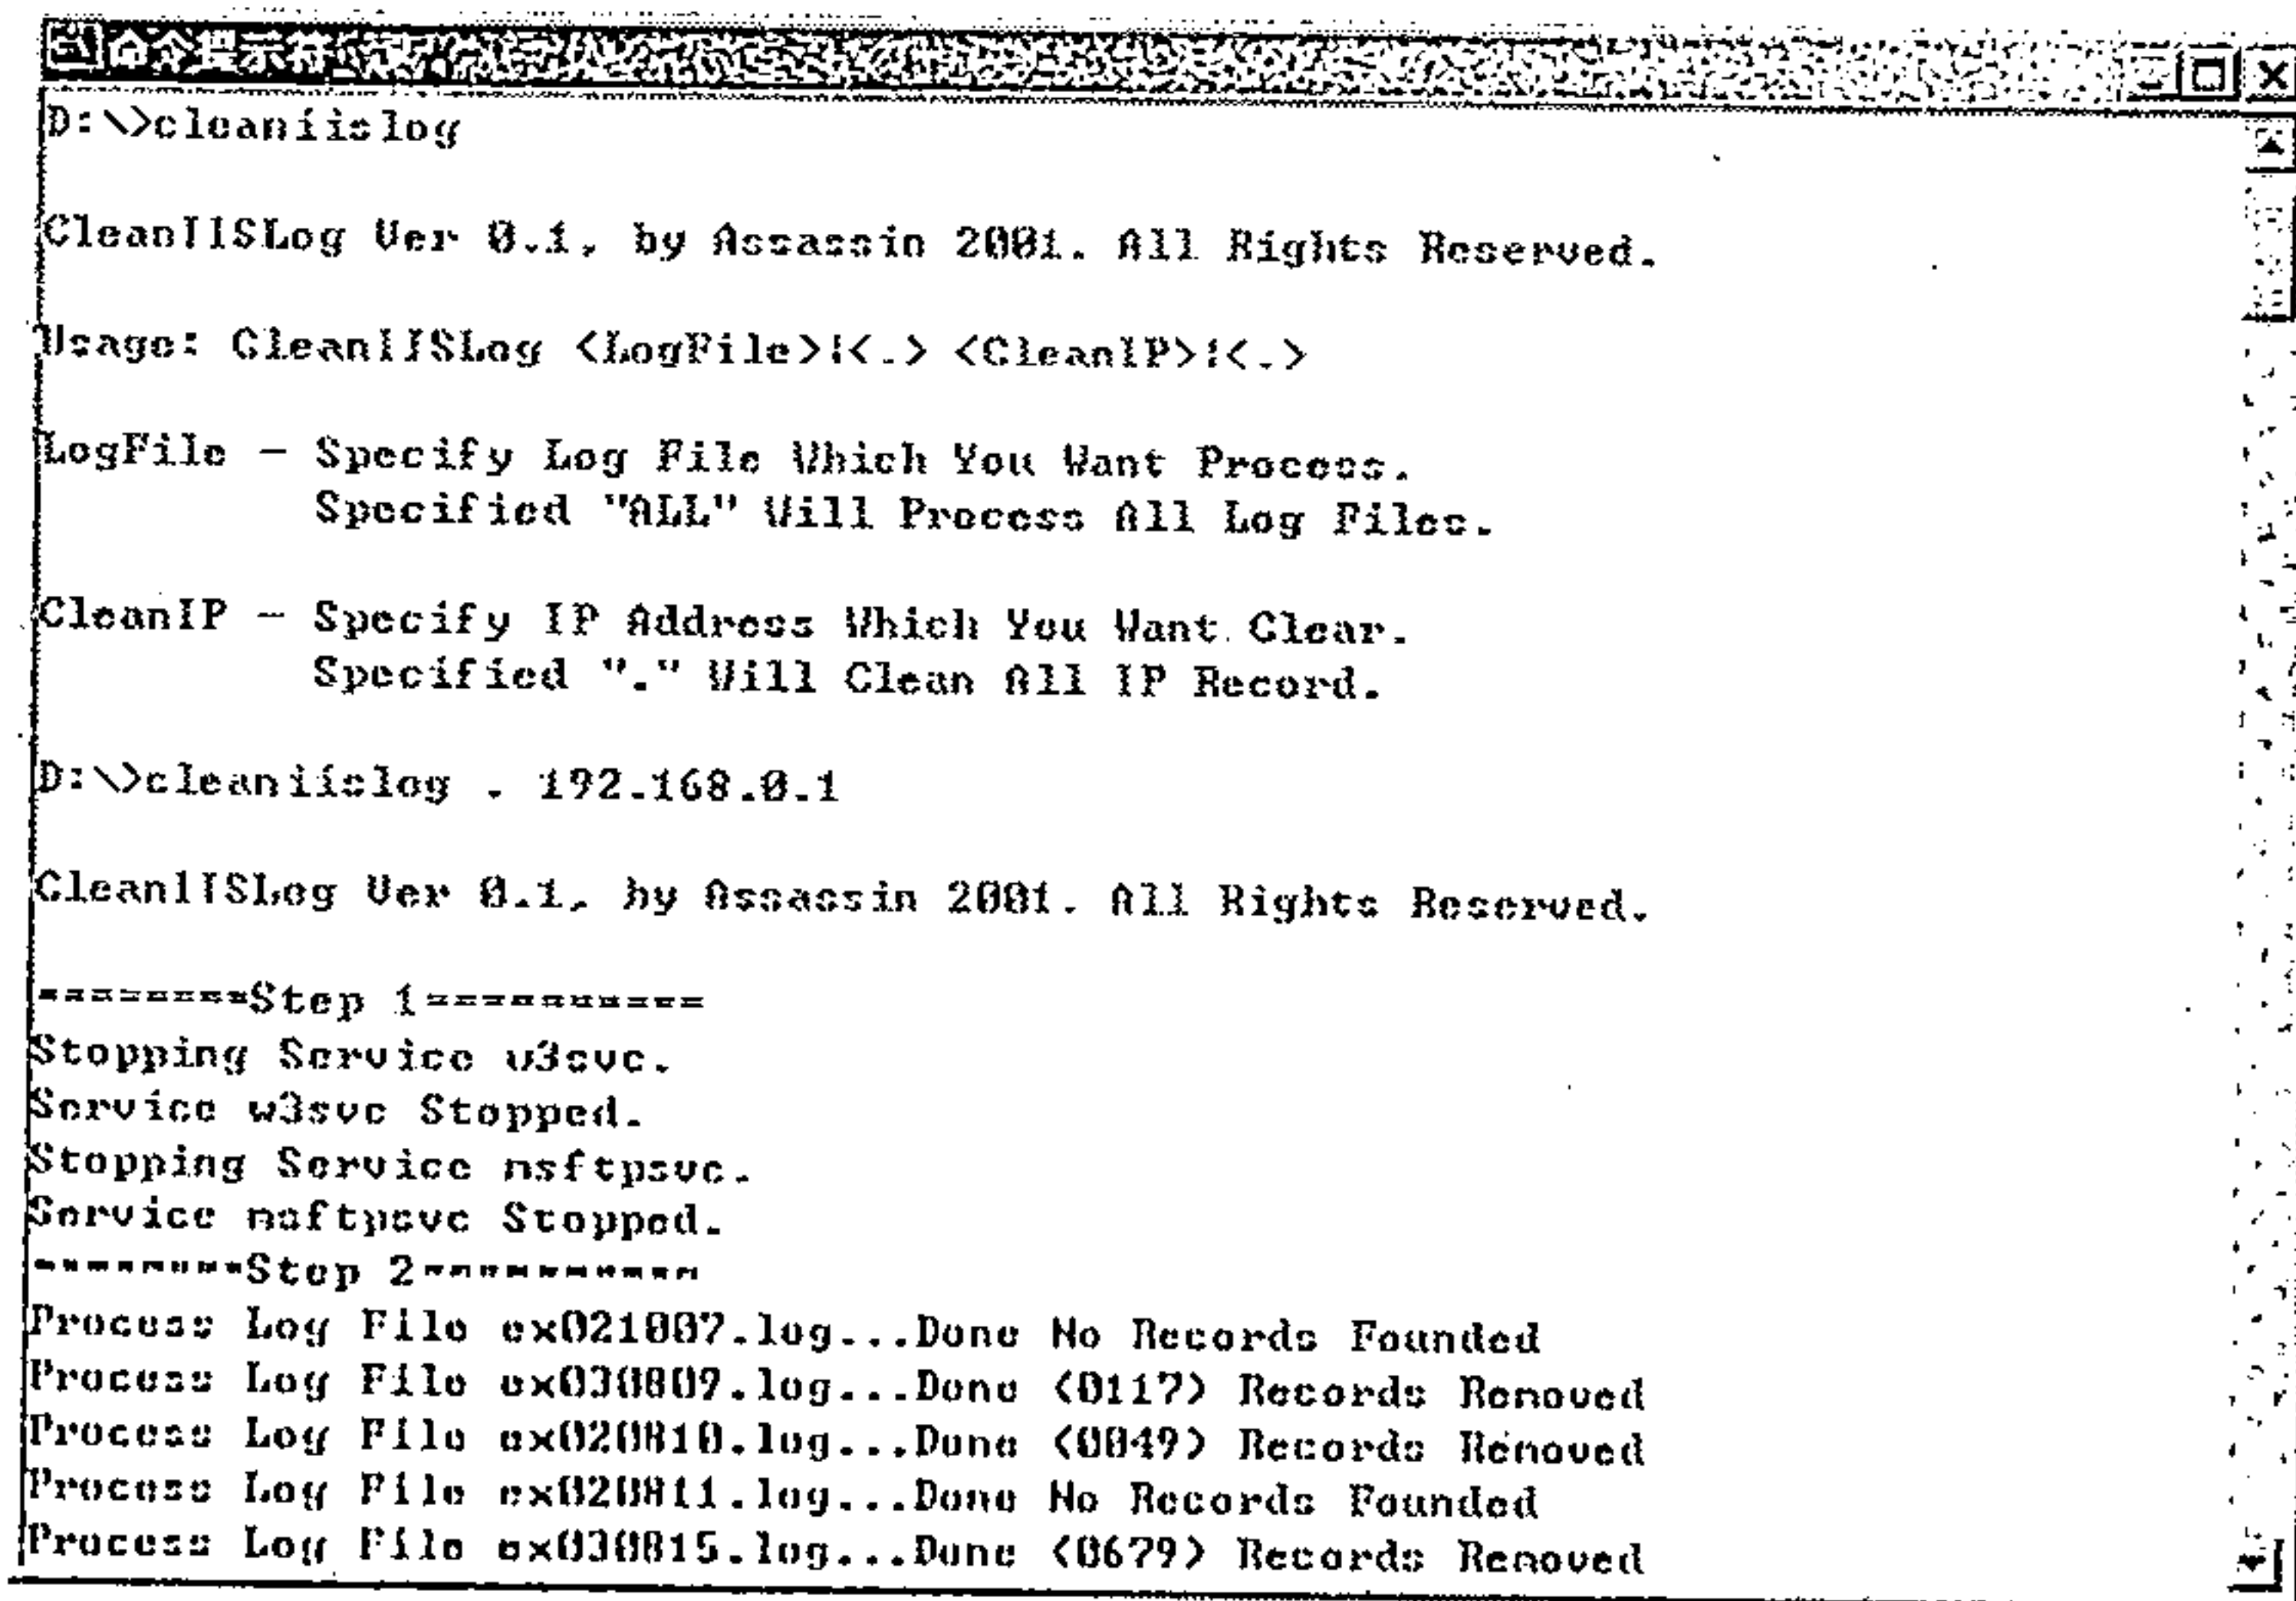 命令提示符
D:\>cleaniislog
CleanIISLog Ver 0.1, by Assassin 2001. All Rights Reserved.
Usage: CleanIISLog <LogFile>|<.> <CleanIP>|<.>
LogFile - Specify Log File Which You Want Process.
Specified "ALL" Will Process All Log Files.
CleanIP - Specify IP Address Which You Want Clear.
Specified "." Will Clean All IP Record.
D:\>cleaniislog . 192.168.0.1
CleanIISLog Ver 0.1, by Assassin 2001. All Rights Reserved.
========Step 1==========
Stopping Service w3svc.
Service w3svc Stopped.
Stopping Service msftpsvc.
Service msftpsvc Stopped.
========Step 2==========
Process Log File ex021007.log...Done No Records Founded
Process Log File ex030809.log...Done <0117> Records Removed
Process Log File ex020810.log...Done <0049> Records Removed
Process Log File ex020811.log...Done No Records Founded
Process Log File ex030815.log...Done <0679> Records Removed